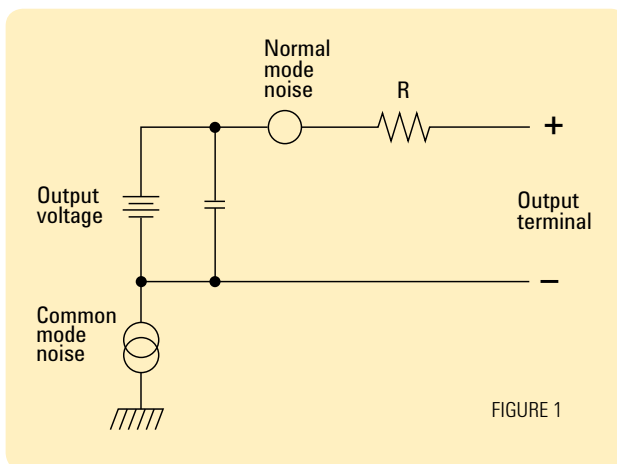 Normal
mode
noise
R
+
Output
voltage
Output
terminal
−
Common
mode
noise
FIGURE 1